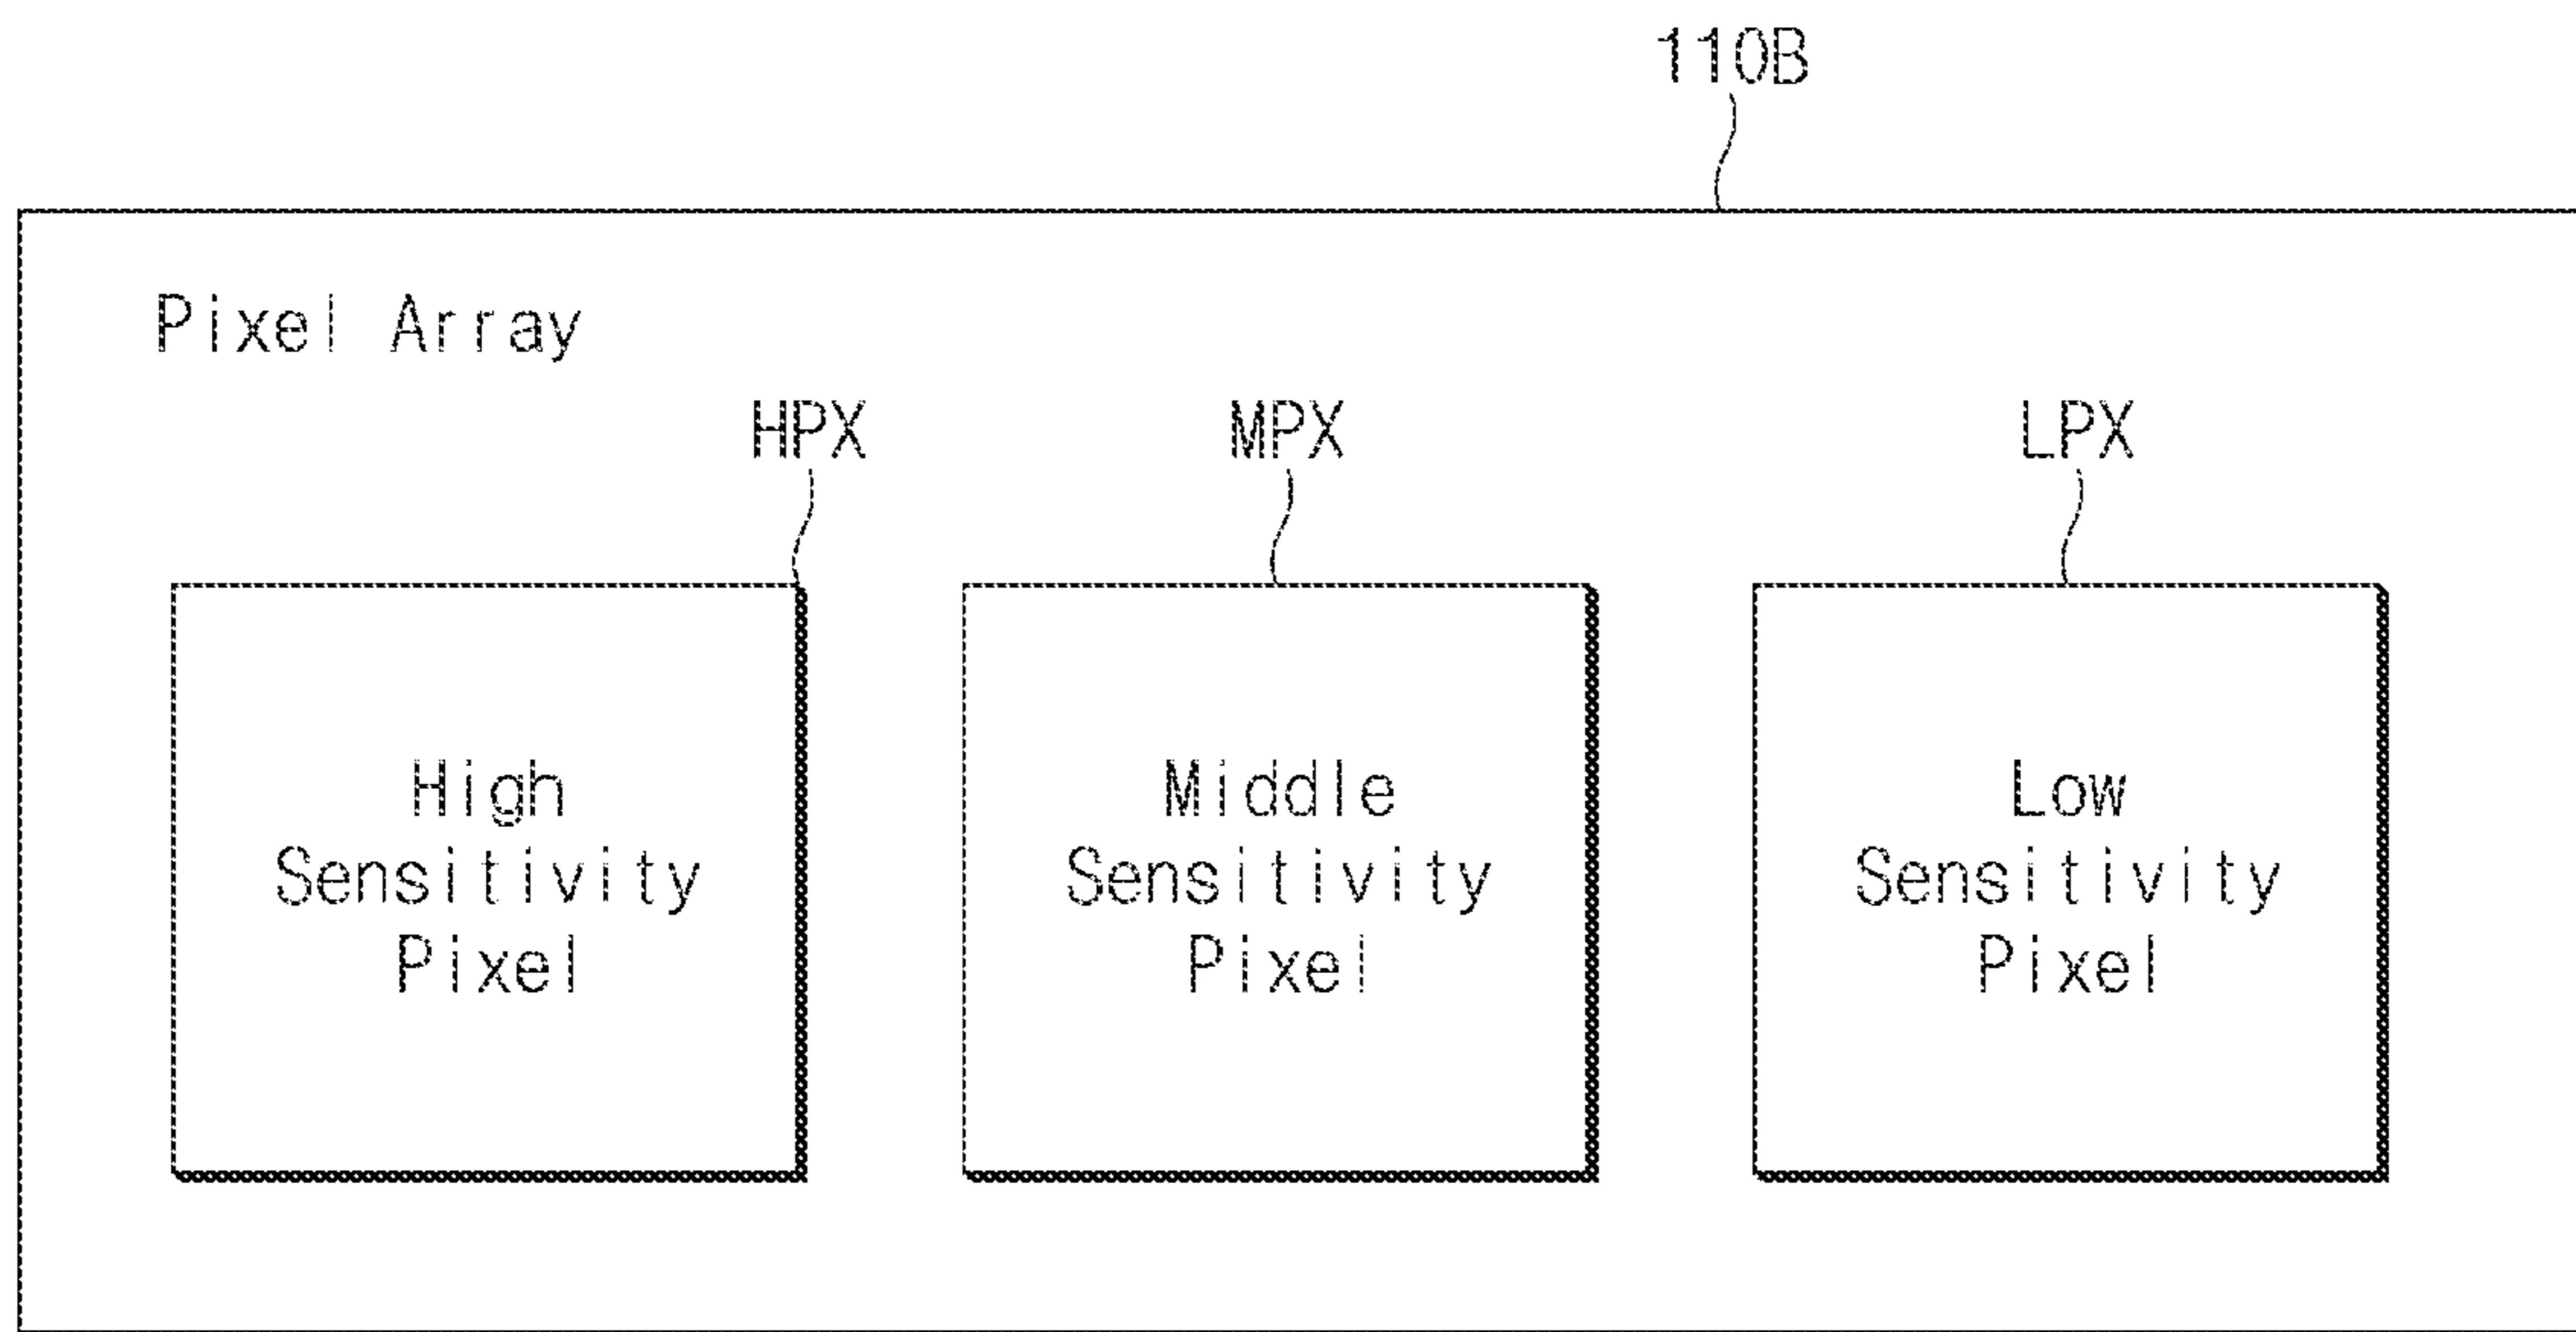 110B
Pixel Array
HPX
MPX
LPX
High
Sensitivity
Pixel
Middle
Sensitivity
Pixel
Low
Sensitivity
Pixel